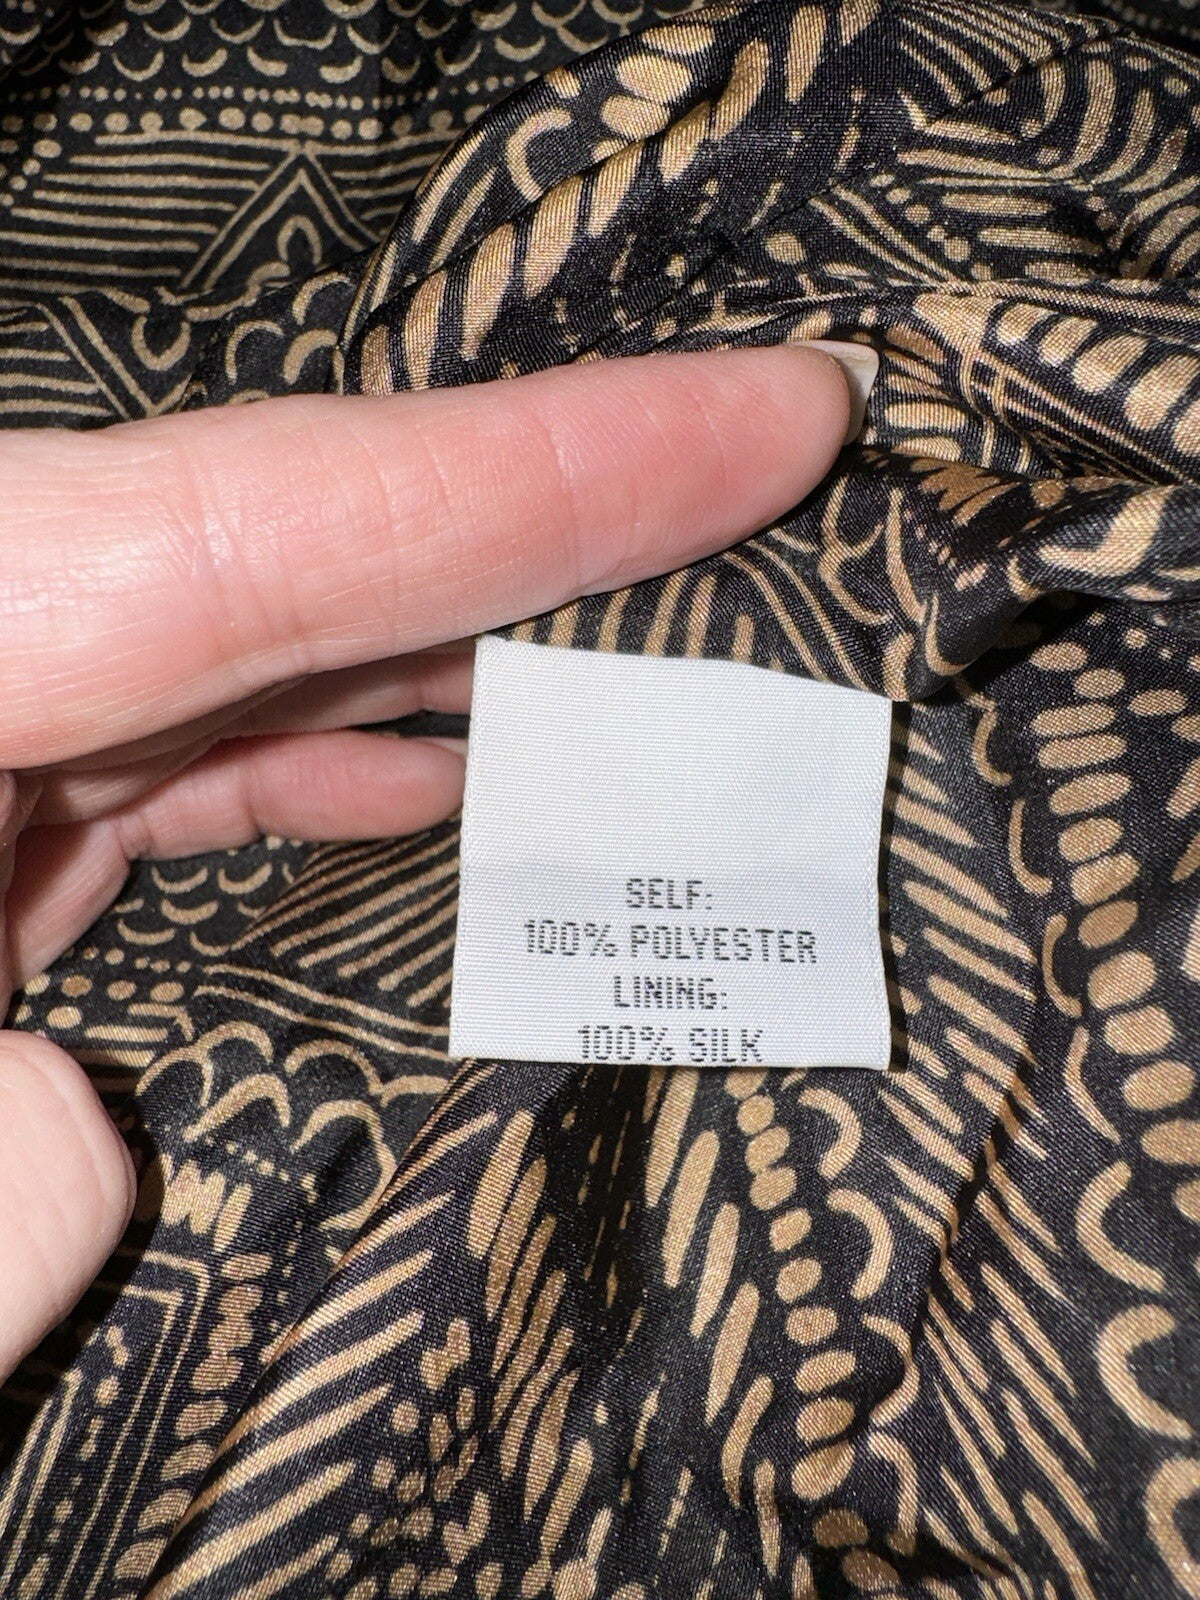 SELF:
100% POLYESTER
LINING:
100% SILK